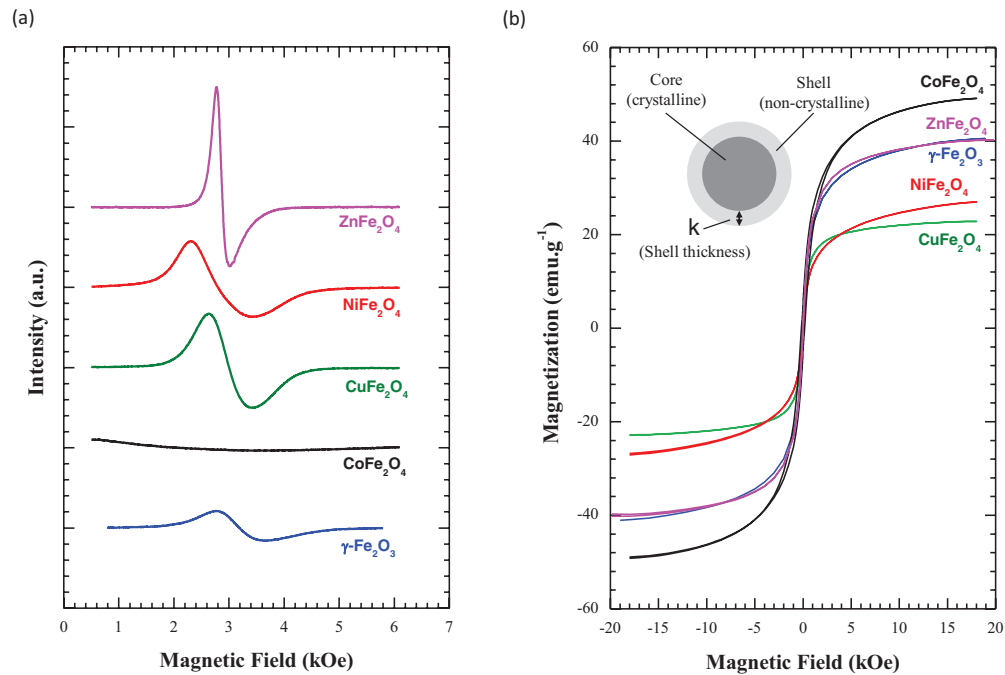 (a)
Intensity (a.u.)
ZnFe₂O₄
NiFe₂O₄
CuFe₂O₄
CoFe₂O₄
γ-Fe₂O₃
0 1 2 3 4 5 6 7
Magnetic Field (kOe)
(b)
Magnetization (emu.g⁻¹)
60
40
20
0
-20
-40
-60
Core
(crystalline)
Shell
(non-crystalline)
k
(Shell thickness)
CoFe₂O₄
ZnFe₂O₄
γ-Fe₂O₃
NiFe₂O₄
CuFe₂O₄
-20 -15 -10 -5 0 5 10 15 20
Magnetic Field (kOe)